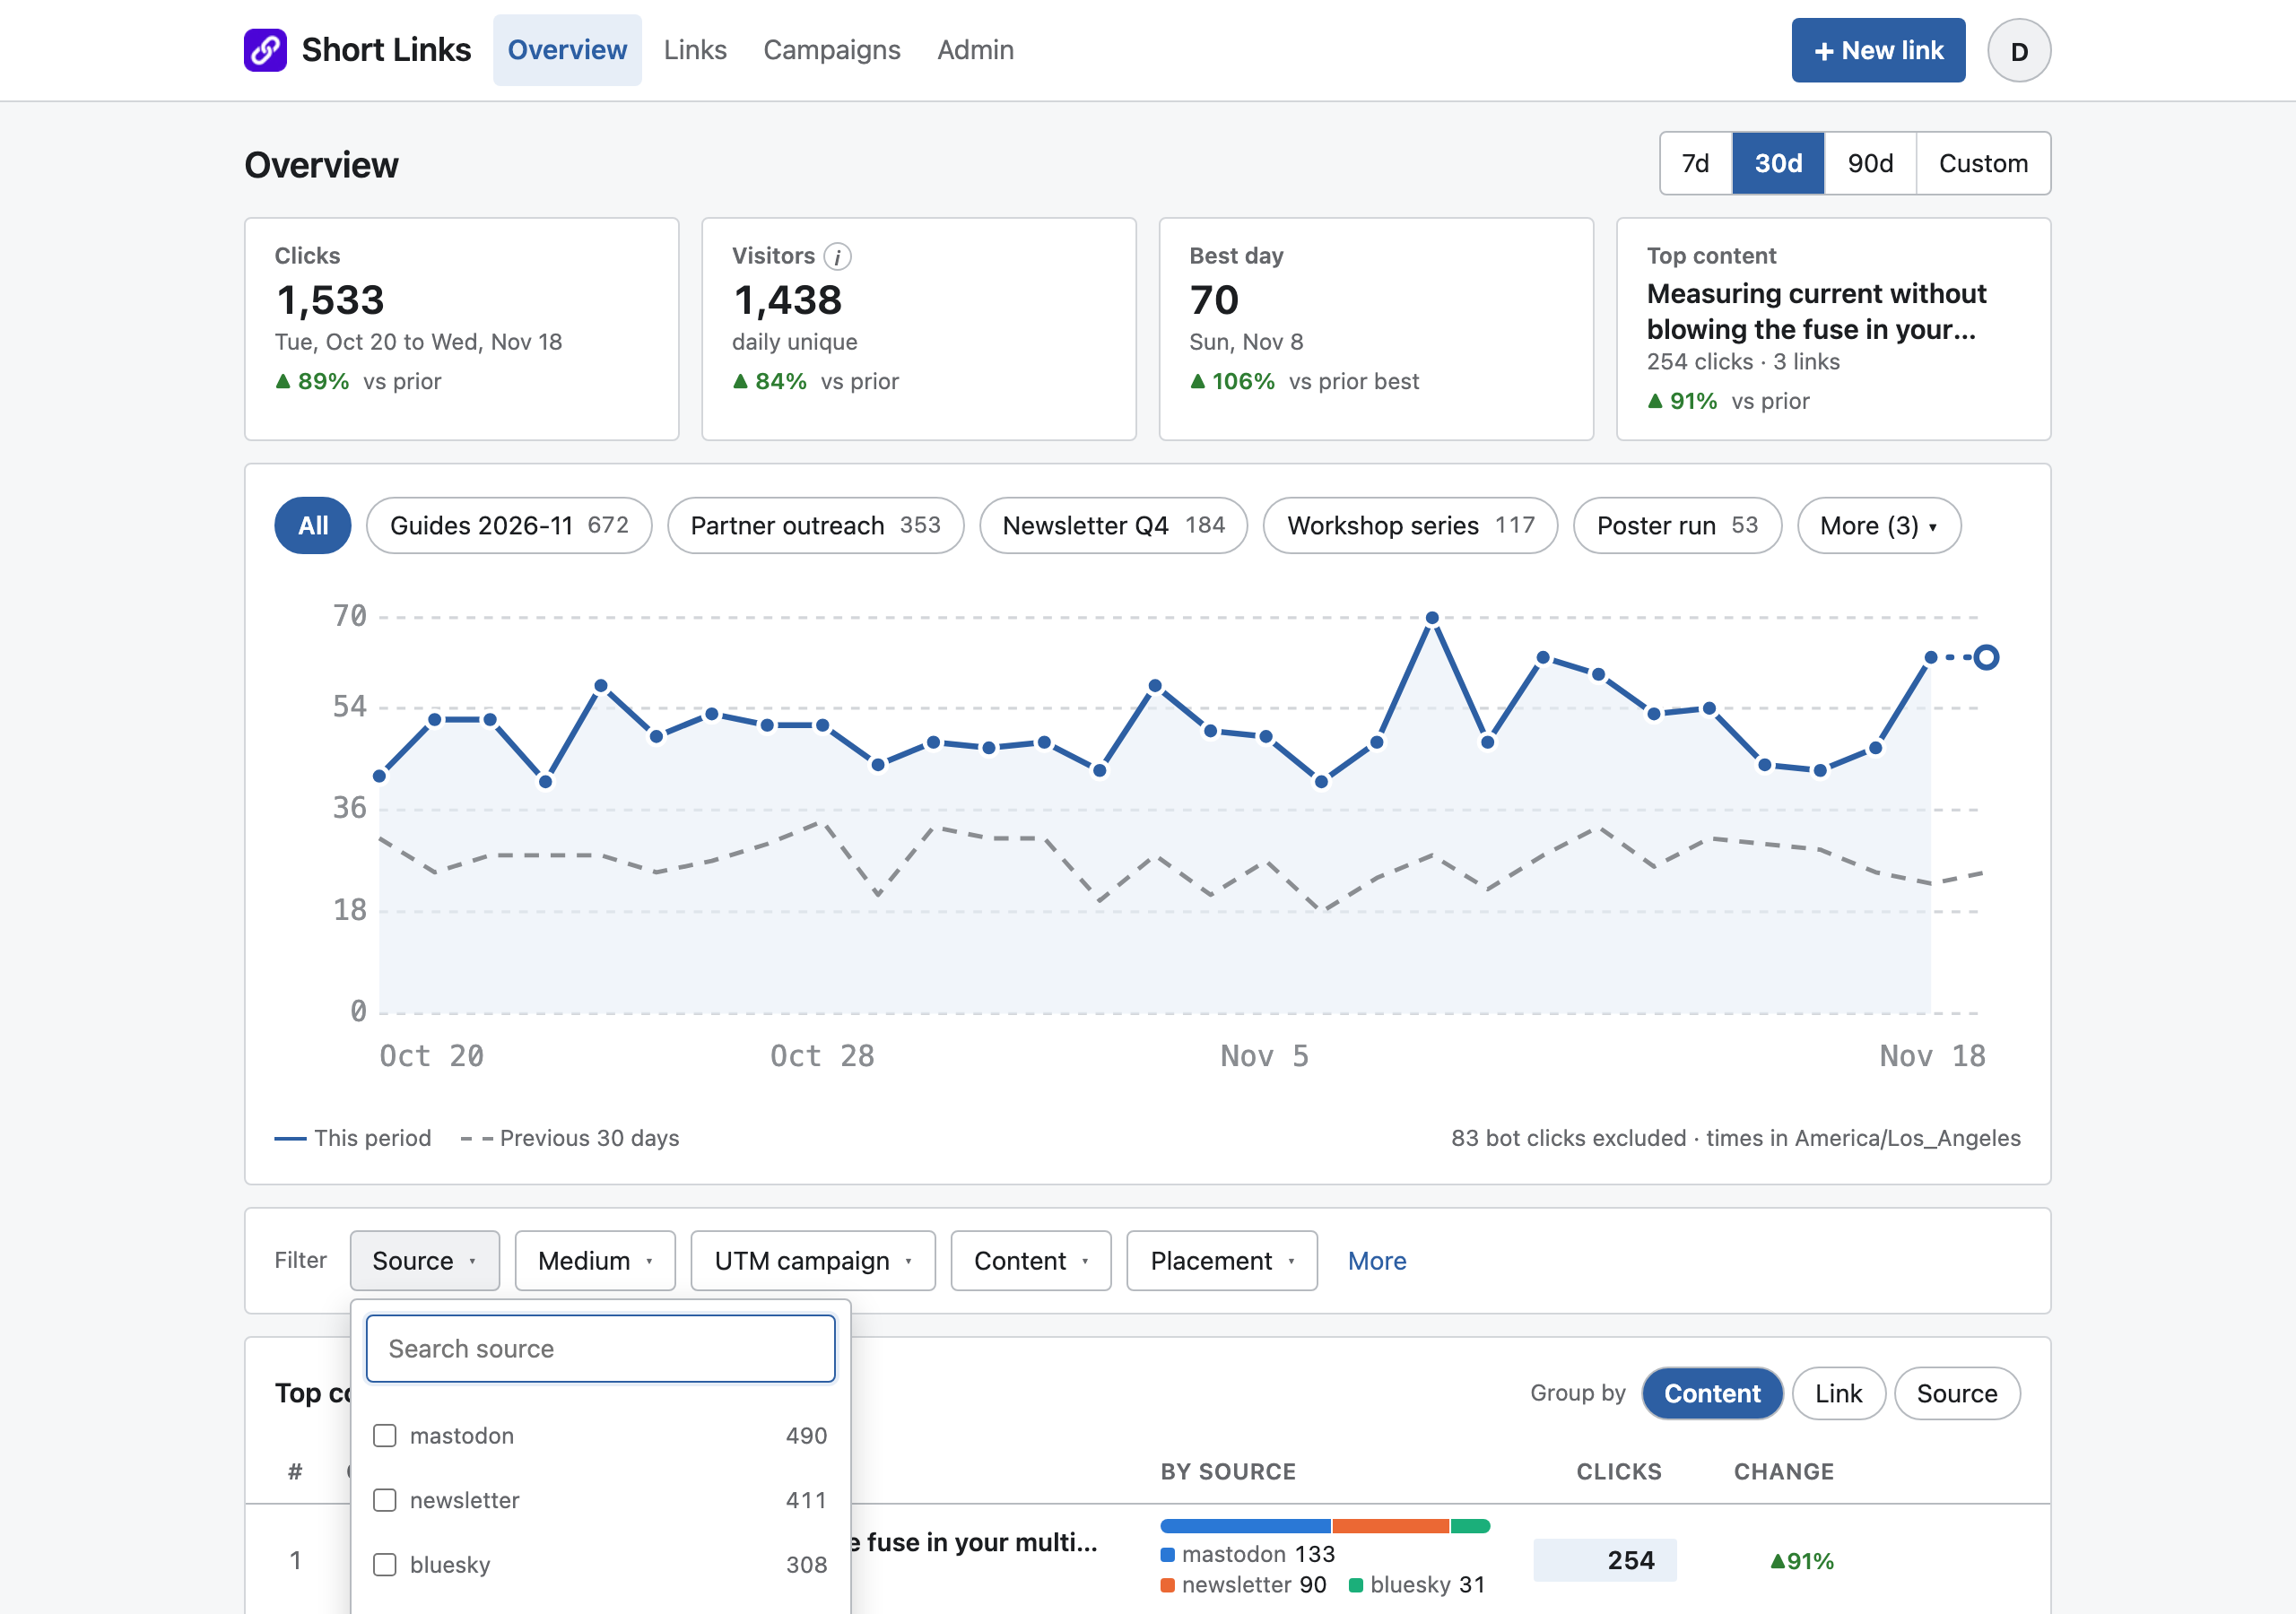 Short Links Overview Links Campaigns Admin + New link D
Overview 7d 30d 90d Custom
Clicks
1,533
Tue, Oct 20 to Wed, Nov 18
▲ 89% vs prior
Visitors i
1,438
daily unique
▲ 84% vs prior
Best day
70
Sun, Nov 8
▲ 106% vs prior best
Top content
Measuring current without
blowing the fuse in your...
254 clicks · 3 links
▲ 91% vs prior
All Guides 2026-11 672 Partner outreach 353 Newsletter Q4 184 Workshop series 117 Poster run 53 More (3) ▾
70
54
36
18
0
Oct 20 Oct 28 Nov 5 Nov 18
This period Previous 30 days 83 bot clicks excluded · times in America/Los_Angeles
Filter Source Medium UTM campaign Content Placement More
Search source
mastodon 490
newsletter 411
bluesky 308
Top Group by Content Link Source
# BY SOURCE CLICKS CHANGE
1 fuse in your multi... 254 ▲91%
mastodon 133
newsletter 90 bluesky 31